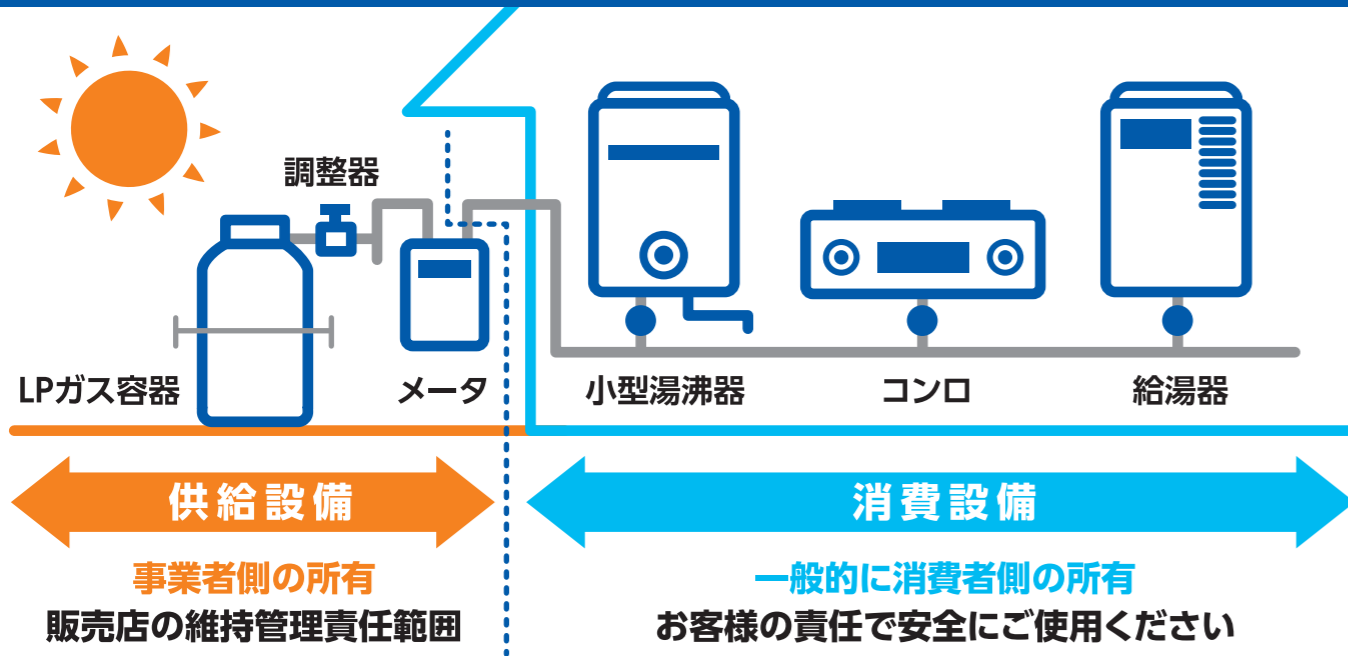 調整器
LPガス容器
メータ
小型湯沸器
コンロ
給湯器
供給設備
消費設備
事業者側の所有
販売店の維持管理責任範囲
一般的に消費者側の所有
お客様の責任で安全にご使用ください